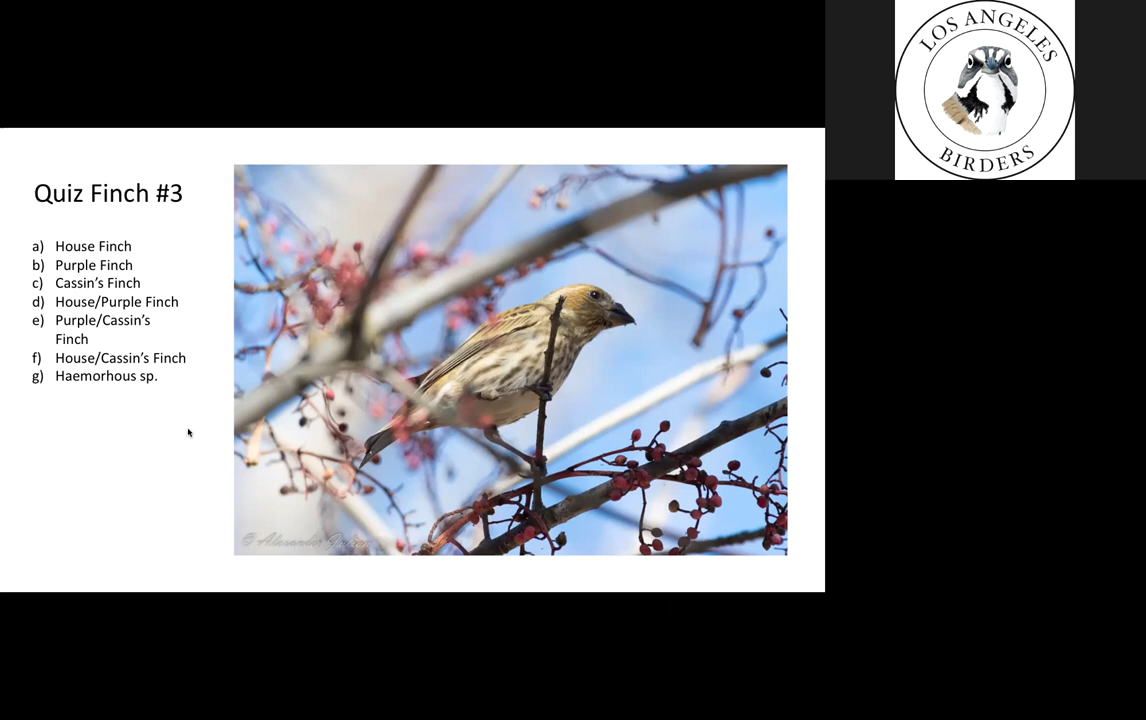 LOS ANGELES
BIRDERS
Quiz Finch #3
a) House Finch
b) Purple Finch
c) Cassin's Finch
d) House/Purple Finch
e) Purple/Cassin's
Finch
f) House/Cassin's Finch
g) Haemorhous sp.
© Alexander